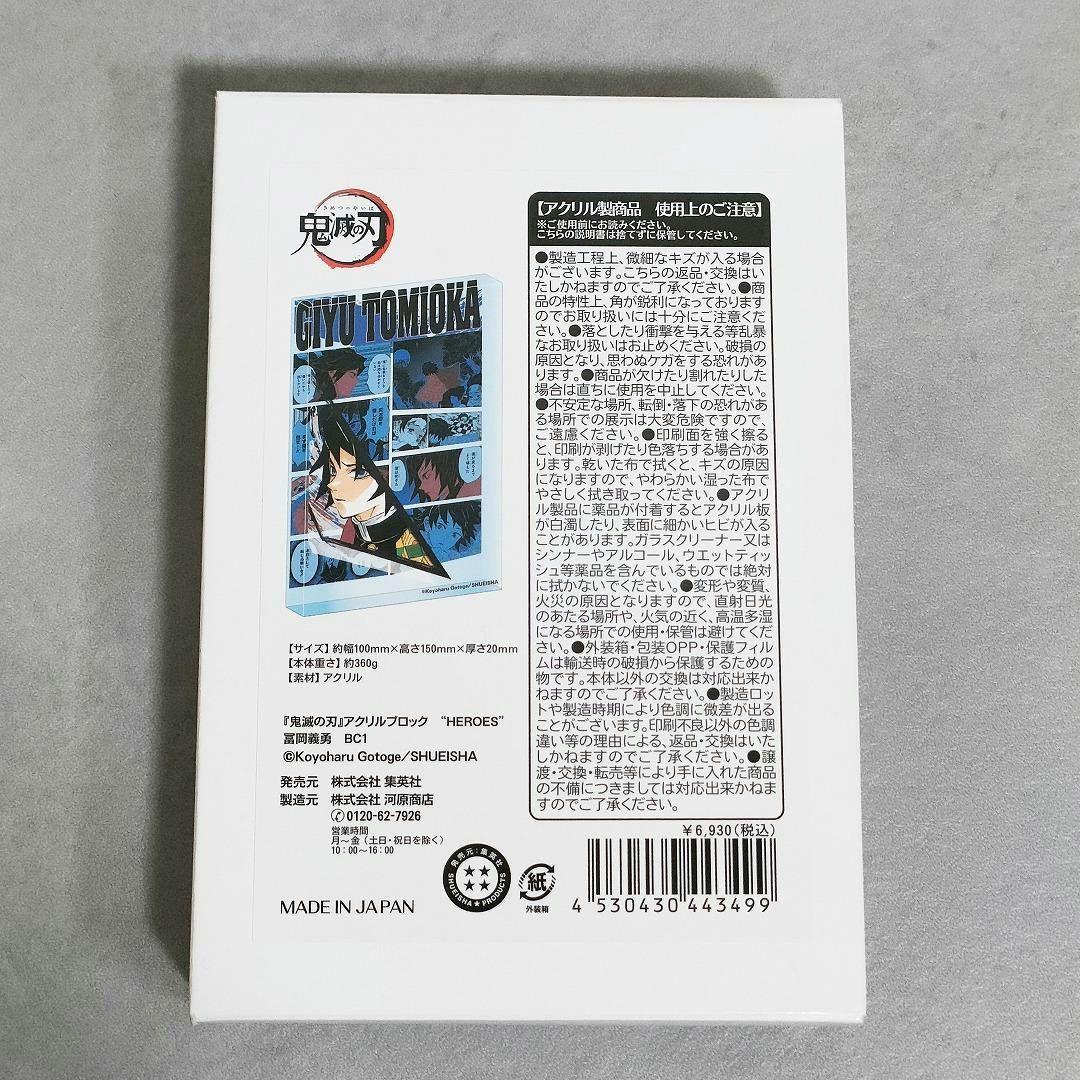 きめつのやいば
鬼滅の刃
GIYU TOMIOKA
©Koyoharu Gotoge/SHUEISHA
【サイズ】約幅100mm×高さ150mm×厚さ20mm
【本体重さ】約360g
【素材】アクリル
『鬼滅の刃』アクリルブロック “HEROES”
冨岡義勇 BC1
©Koyoharu Gotoge/SHUEISHA
発売元 株式会社 集英社
製造元 株式会社 河原商店
0120-62-7926
営業時間
月～金(土日・祝日を除く)
10:00～16:00
MADE IN JAPAN
発売元:集英社
SHUEISHA★PRODUCTS
紙
外装箱
【アクリル製商品 使用上のご注意】
※ご使用前にお読みください。
こちらの説明書は捨てずに保管してください。
●製造工程上、微細なキズが入る場合
がございます。こちらの返品・交換はい
たしかねますのでご了承ください。●商
品の特性上、角が鋭利になっております
のでお取り扱いには十分にご注意くだ
さい。●落としたり衝撃を与える等乱暴
なお取り扱いはお止めください。破損の
原因となり、思わぬケガをする恐れがあ
ります。●商品が欠けたり割れたりした
場合は直ちに使用を中止してください。
●不安定な場所、転倒・落下の恐れがあ
る場所での展示は大変危険ですので、
ご遠慮ください。●印刷面を強く擦る
と、印刷が剥げたり色落ちする場合があ
ります。乾いた布で拭くと、キズの原因
になりますので、やわらかい湿った布で
やさしく拭き取ってください。●アクリ
ル製品に薬品が付着するとアクリル板
が白濁したり、表面に細かいヒビが入る
ことがあります。ガラスクリーナー又は
シンナーやアルコール、ウエットティッ
シュ等薬品を含んでいるものでは絶対
に拭かないでください。●変形や変質、
火災の原因となりますので、直射日光
のあたる場所や、火気の近く、高温多湿
になる場所での使用・保管は避けてくだ
さい。●外装箱・包装OPP・保護フィル
ムは輸送時の破損から保護するための
物です。本体以外の交換は対応出来か
ねますのでご了承ください。●製造ロッ
トや製造時期により色調に微差が出る
ことがございます。印刷不良以外の色調
違い等の理由による、返品・交換はいた
しかねますのでご了承ください。●譲
渡・交換・転売等により手に入れた商品
の不備につきましては対応出来かねま
すのでご了承ください。
￥6,930(税込)
4 530430 443499